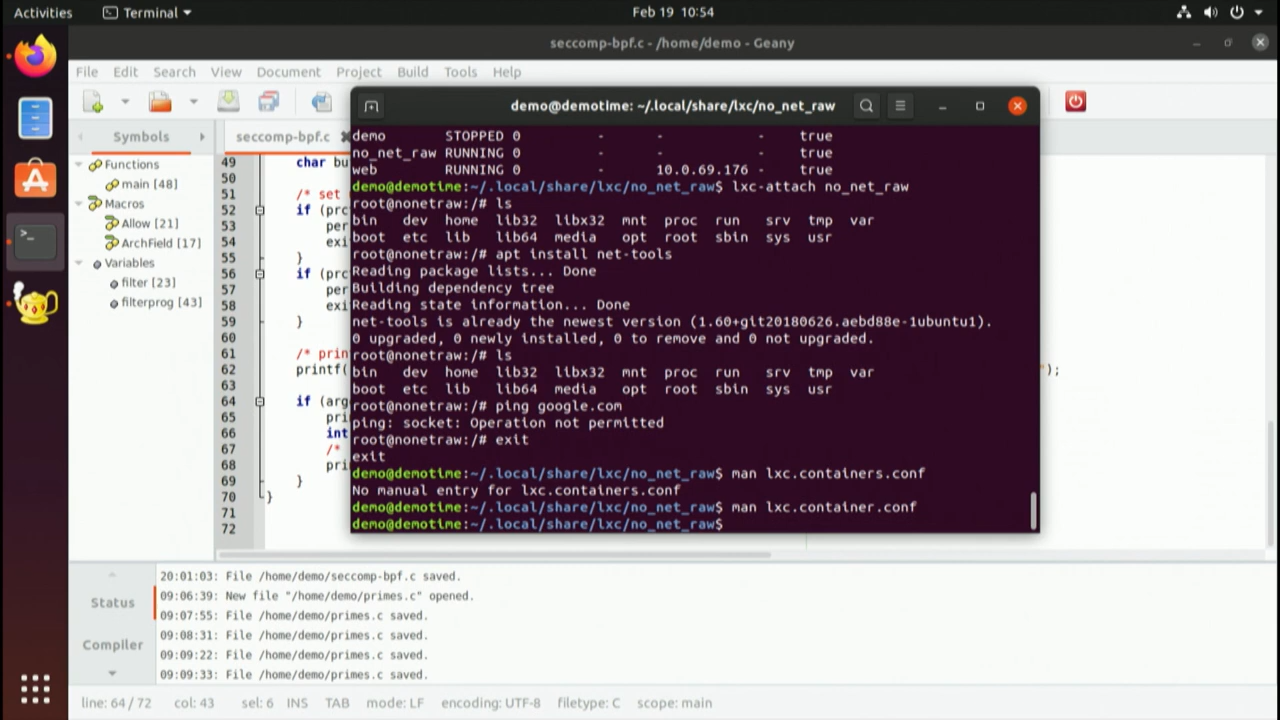 Activities
Terminal
Feb 19 10:54
seccomp-bpf.c - /home/demo - Geany
File Edit Search View Document Project Build Tools Help
demo@demotime: ~/.local/share/lxc/no_net_raw
Symbols
seccomp-bpf.c
Functions
main [48]
Macros
Allow [21]
ArchField [17]
Variables
filter [23]
filterprog [43]
49 char bu
50
51 /* set
52 if (prc
53 per
54 exi
55 }
56 if (prc
57 per
58 exi
59 }
60
61 /* prin
62 printf( ");
63
64 if (arg
65 pri
66 int
67 /*
68 pri
69 }
70 }
71
72
demo STOPPED 0 - - - true
no_net_raw RUNNING 0 - - - true
web RUNNING 0 - 10.0.69.176 - true
demo@demotime:~/.local/share/lxc/no_net_raw$ lxc-attach no_net_raw
root@nonetraw:/# ls
bin dev home lib32 libx32 mnt proc run srv tmp var
boot etc lib lib64 media opt root sbin sys usr
root@nonetraw:/# apt install net-tools
Reading package lists... Done
Building dependency tree
Reading state information... Done
net-tools is already the newest version (1.60+git20180626.aebd88e-1ubuntu1).
0 upgraded, 0 newly installed, 0 to remove and 0 not upgraded.
root@nonetraw:/# ls
bin dev home lib32 libx32 mnt proc run srv tmp var
boot etc lib lib64 media opt root sbin sys usr
root@nonetraw:/# ping google.com
ping: socket: Operation not permitted
root@nonetraw:/# exit
exit
demo@demotime:~/.local/share/lxc/no_net_raw$ man lxc.containers.conf
No manual entry for lxc.containers.conf
demo@demotime:~/.local/share/lxc/no_net_raw$ man lxc.container.conf
demo@demotime:~/.local/share/lxc/no_net_raw$
Status
Compiler
20:01:03: File /home/demo/seccomp-bpf.c saved.
09:06:39: New file "/home/demo/primes.c" opened.
09:07:55: File /home/demo/primes.c saved.
09:08:31: File /home/demo/primes.c saved.
09:09:22: File /home/demo/primes.c saved.
09:09:33: File /home/demo/primes.c saved.
line: 64 / 72 col: 43 sel: 6 INS TAB mode: LF encoding: UTF-8 filetype: C scope: main